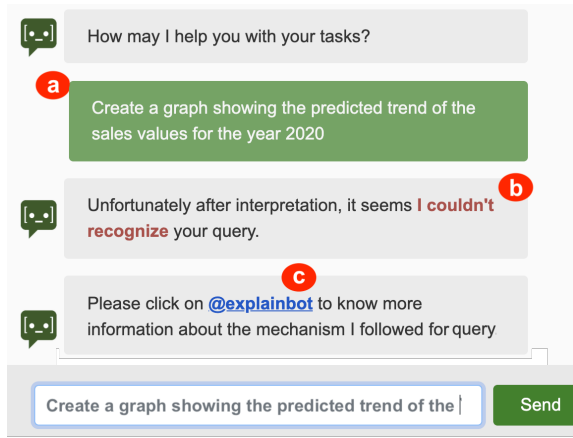 How may I help you with your tasks?
a
Create a graph showing the predicted trend of the
sales values for the year 2020
b
Unfortunately after interpretation, it seems I couldn't
recognize your query.
c
Please click on @explainbot to know more
information about the mechanism I followed for query
Create a graph showing the predicted trend of the
Send